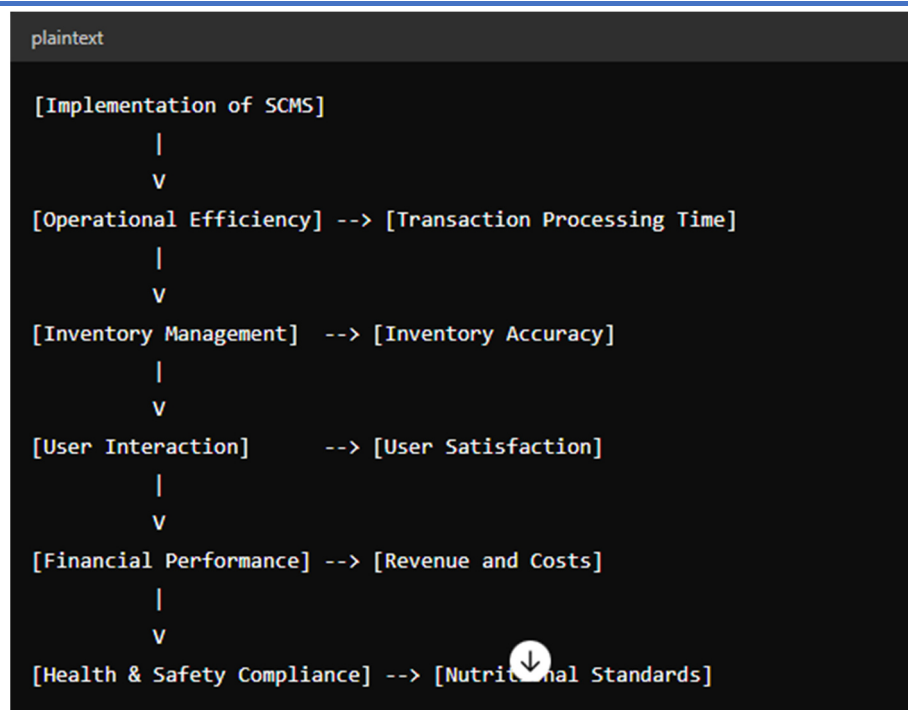 plaintext
[Implementation of SCMS]
|
v
[Operational Efficiency] --> [Transaction Processing Time]
|
v
[Inventory Management] --> [Inventory Accuracy]
|
v
[User Interaction] --> [User Satisfaction]
|
v
[Financial Performance] --> [Revenue and Costs]
|
v
[Health & Safety Compliance] --> [Nutritional Standards]